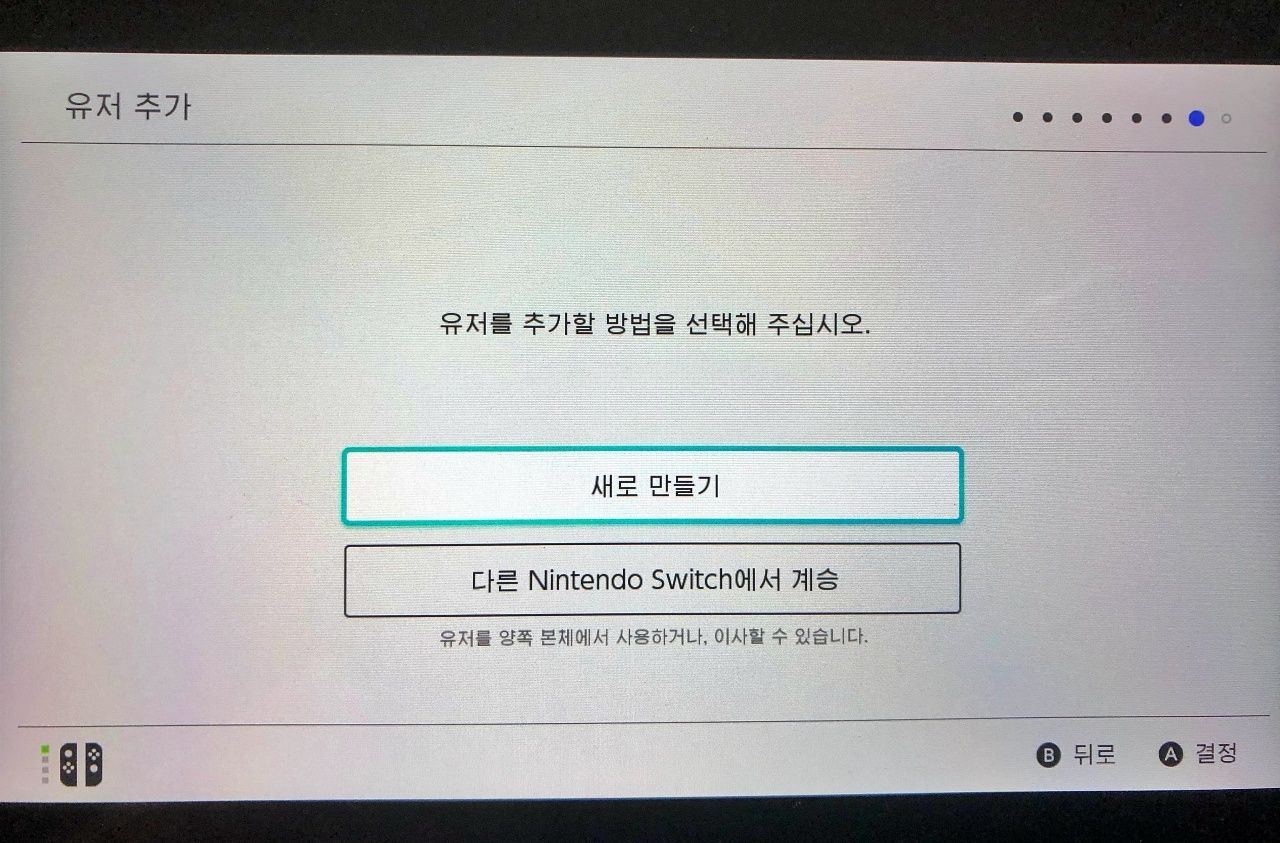 유저 추가
유저를 추가할 방법을 선택해 주십시오.
새로 만들기
다른 Nintendo Switch에서 계승
유저를 양쪽 본체에서 사용하거나, 이사할 수 있습니다.
B 뒤로 A 결정